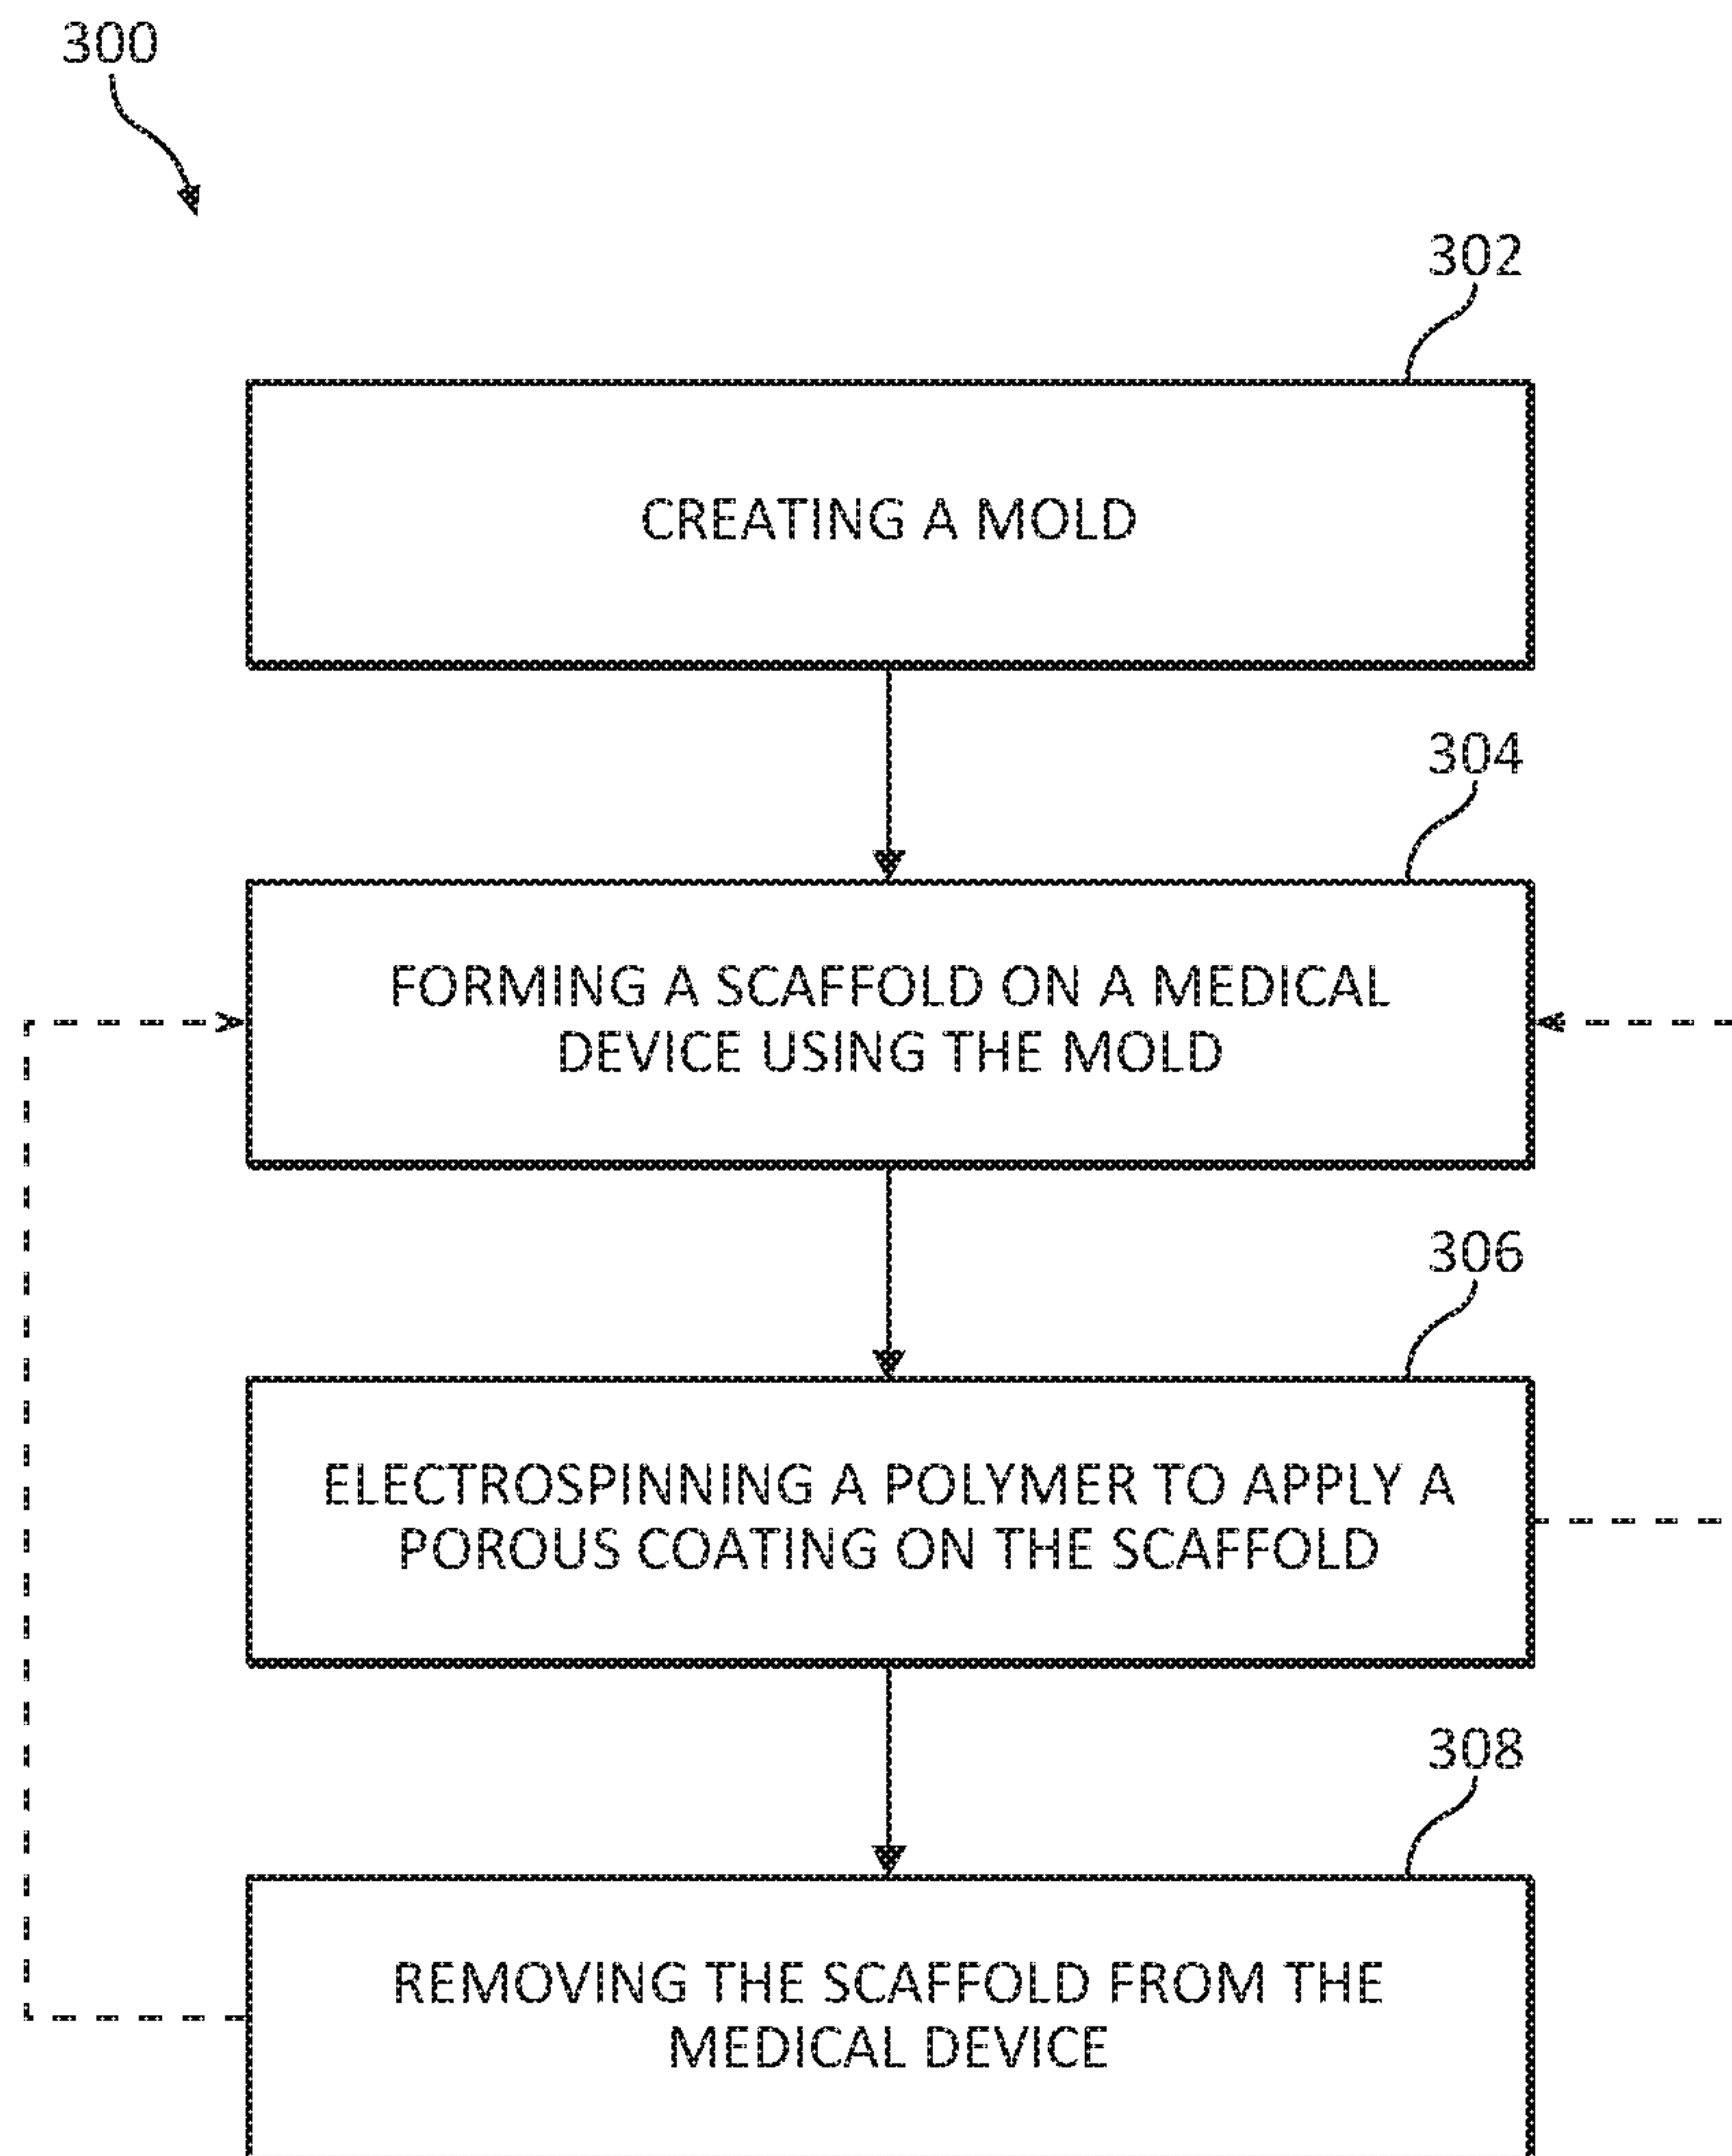 300
302
CREATING A MOLD
304
FORMING A SCAFFOLD ON A MEDICAL
DEVICE USING THE MOLD
306
ELECTROSPINNING A POLYMER TO APPLY A
POROUS COATING ON THE SCAFFOLD
308
REMOVING THE SCAFFOLD FROM THE
MEDICAL DEVICE